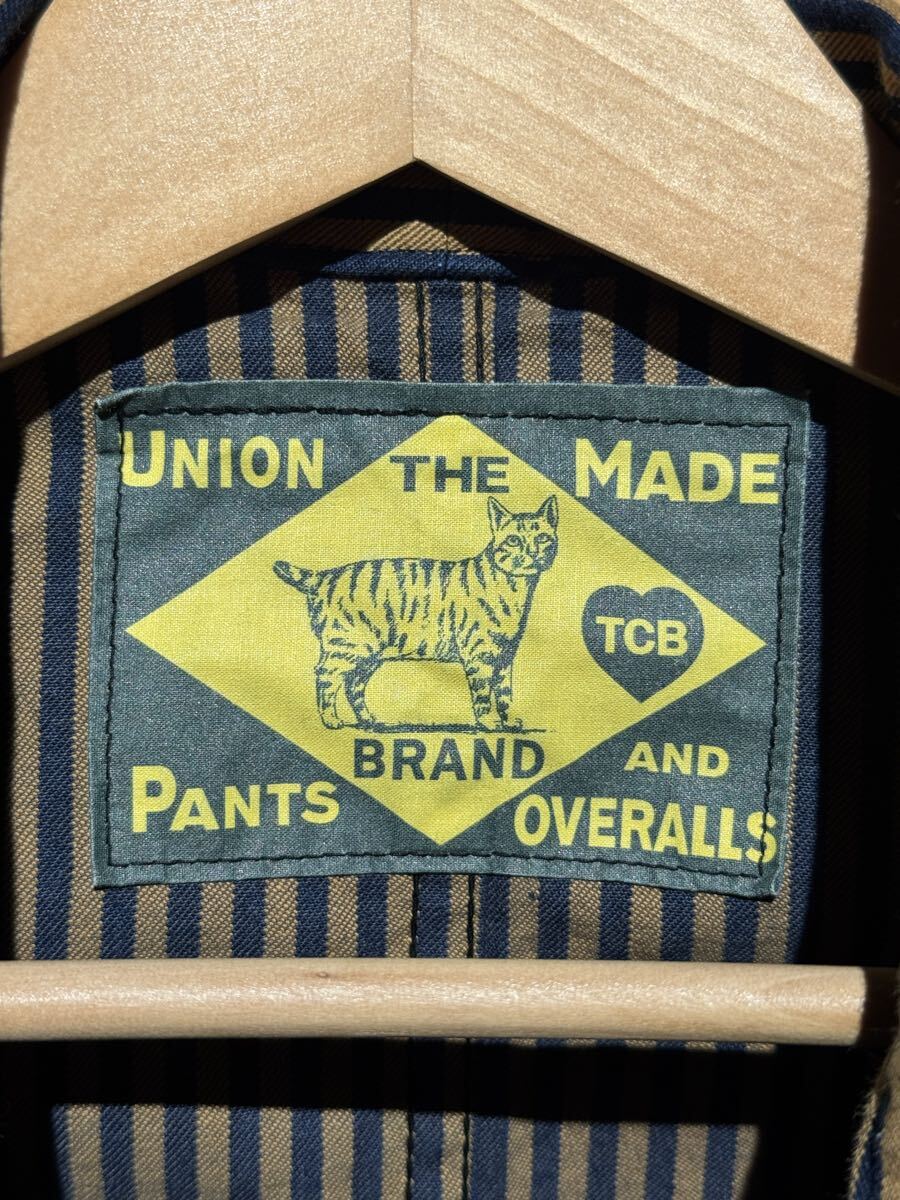 UNION THE MADE
TCB
BRAND
PANTS AND OVERALLS